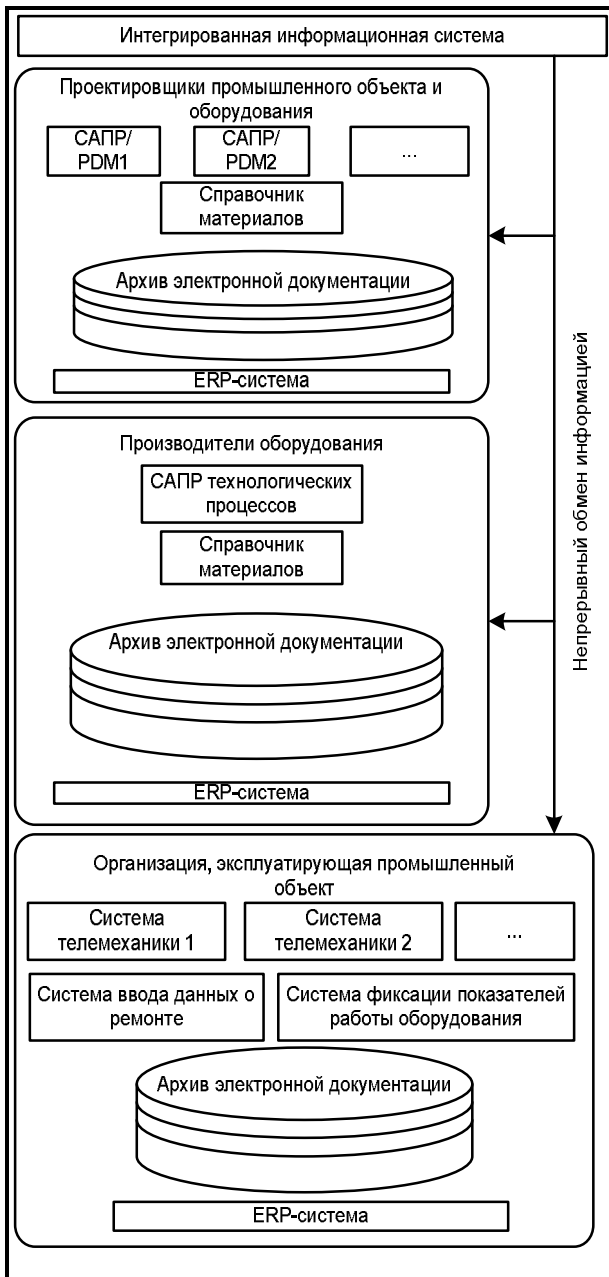 Интегрированная информационная система
Проектировщики промышленного объекта и
оборудования
САПР/
PDM1
САПР/
PDM2
...
Справочник
материалов
Архив электронной документации
ERP-система
Производители оборудования
САПР технологических
процессов
Справочник
материалов
Архив электронной документации
ERP-система
Непрерывный обмен информацией
Организация, эксплуатирующая промышленный
объект
Система
телемеханики 1
Система
телемеханики 2
...
Система ввода данных о
ремонте
Система фиксации показателей
работы оборудования
Архив электронной документации
ERP-система